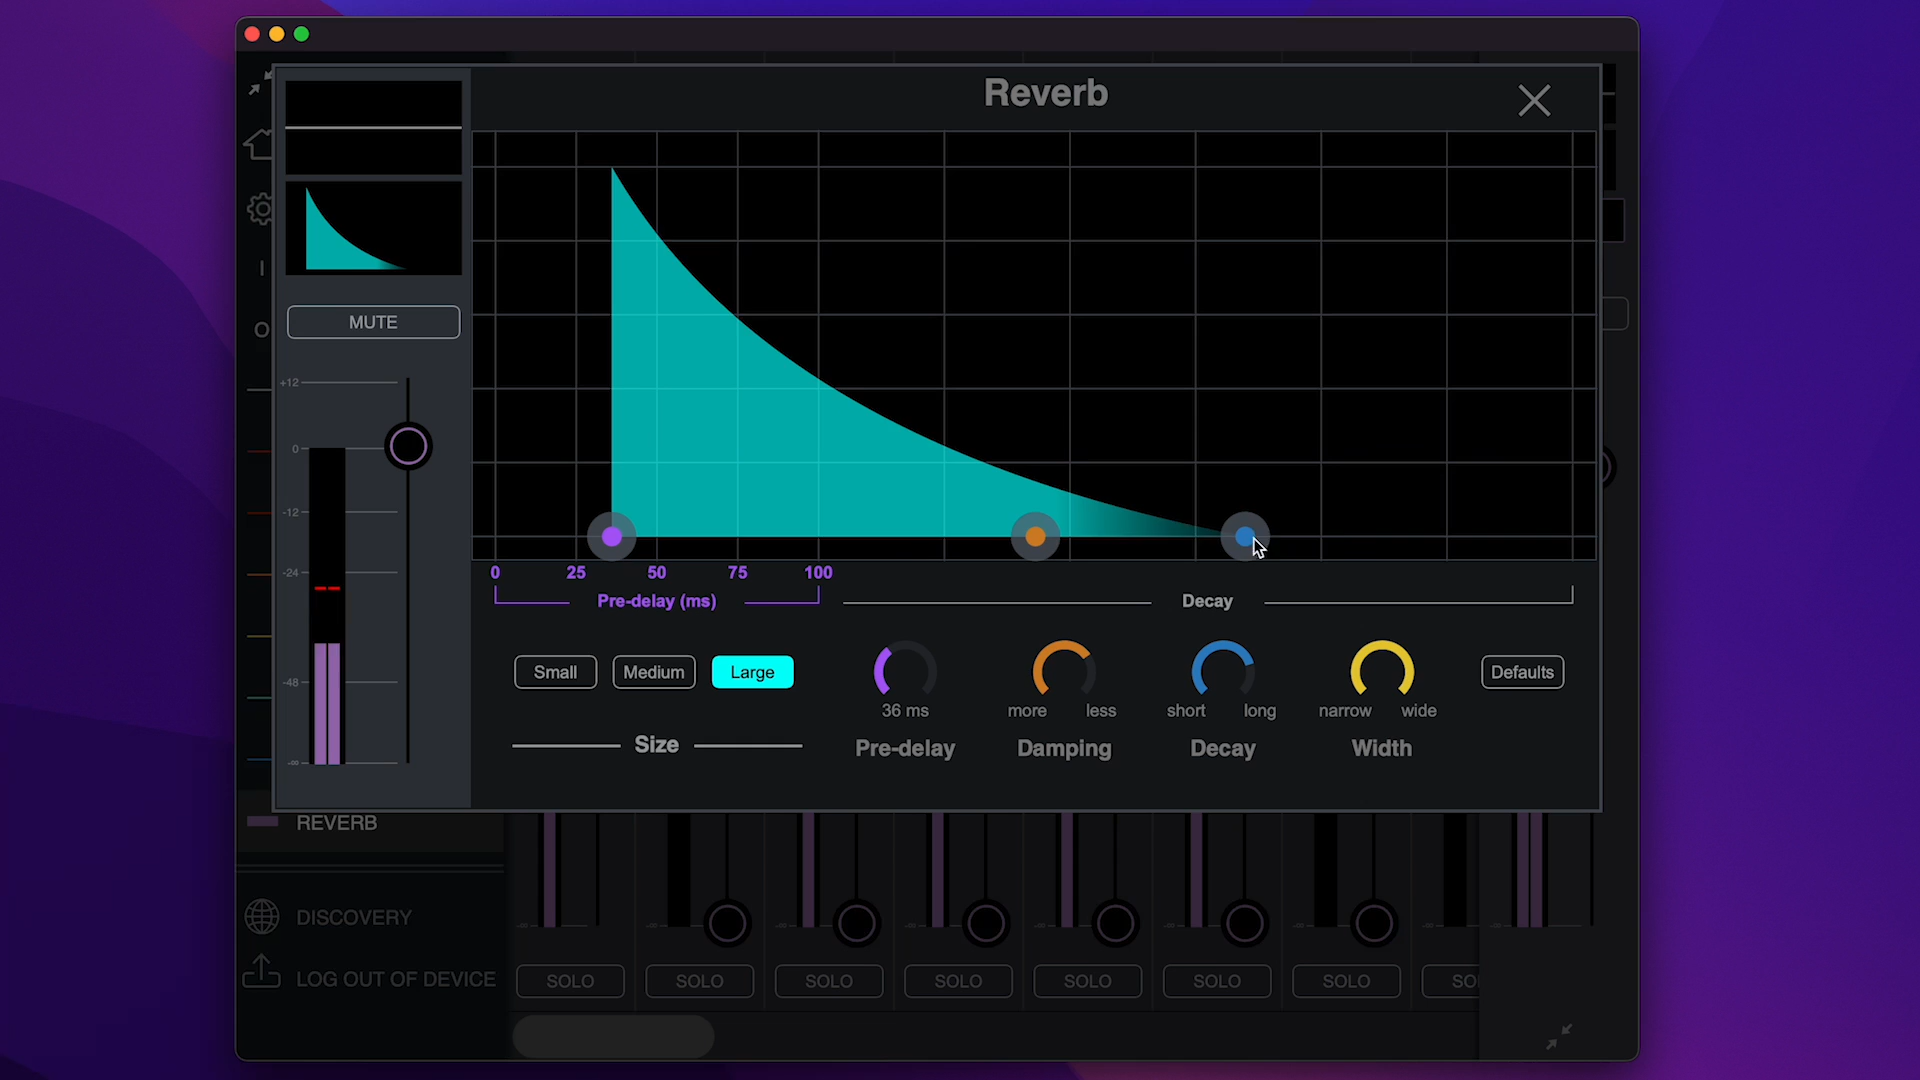 Reverb
MUTE
+12
0
-12
-24
-48
-∞
0 25 50 75 100
Pre-delay (ms)
Decay
Small Medium Large
36 ms
more less
short long
narrow wide
Defaults
Size
Pre-delay
Damping
Decay
Width
I
O
REVERB
DISCOVERY
LOG OUT OF DEVICE
-∞ -∞ -∞ -∞ -∞ -∞ -∞ -∞ -∞
SOLO SOLO SOLO SOLO SOLO SOLO SOLO SO